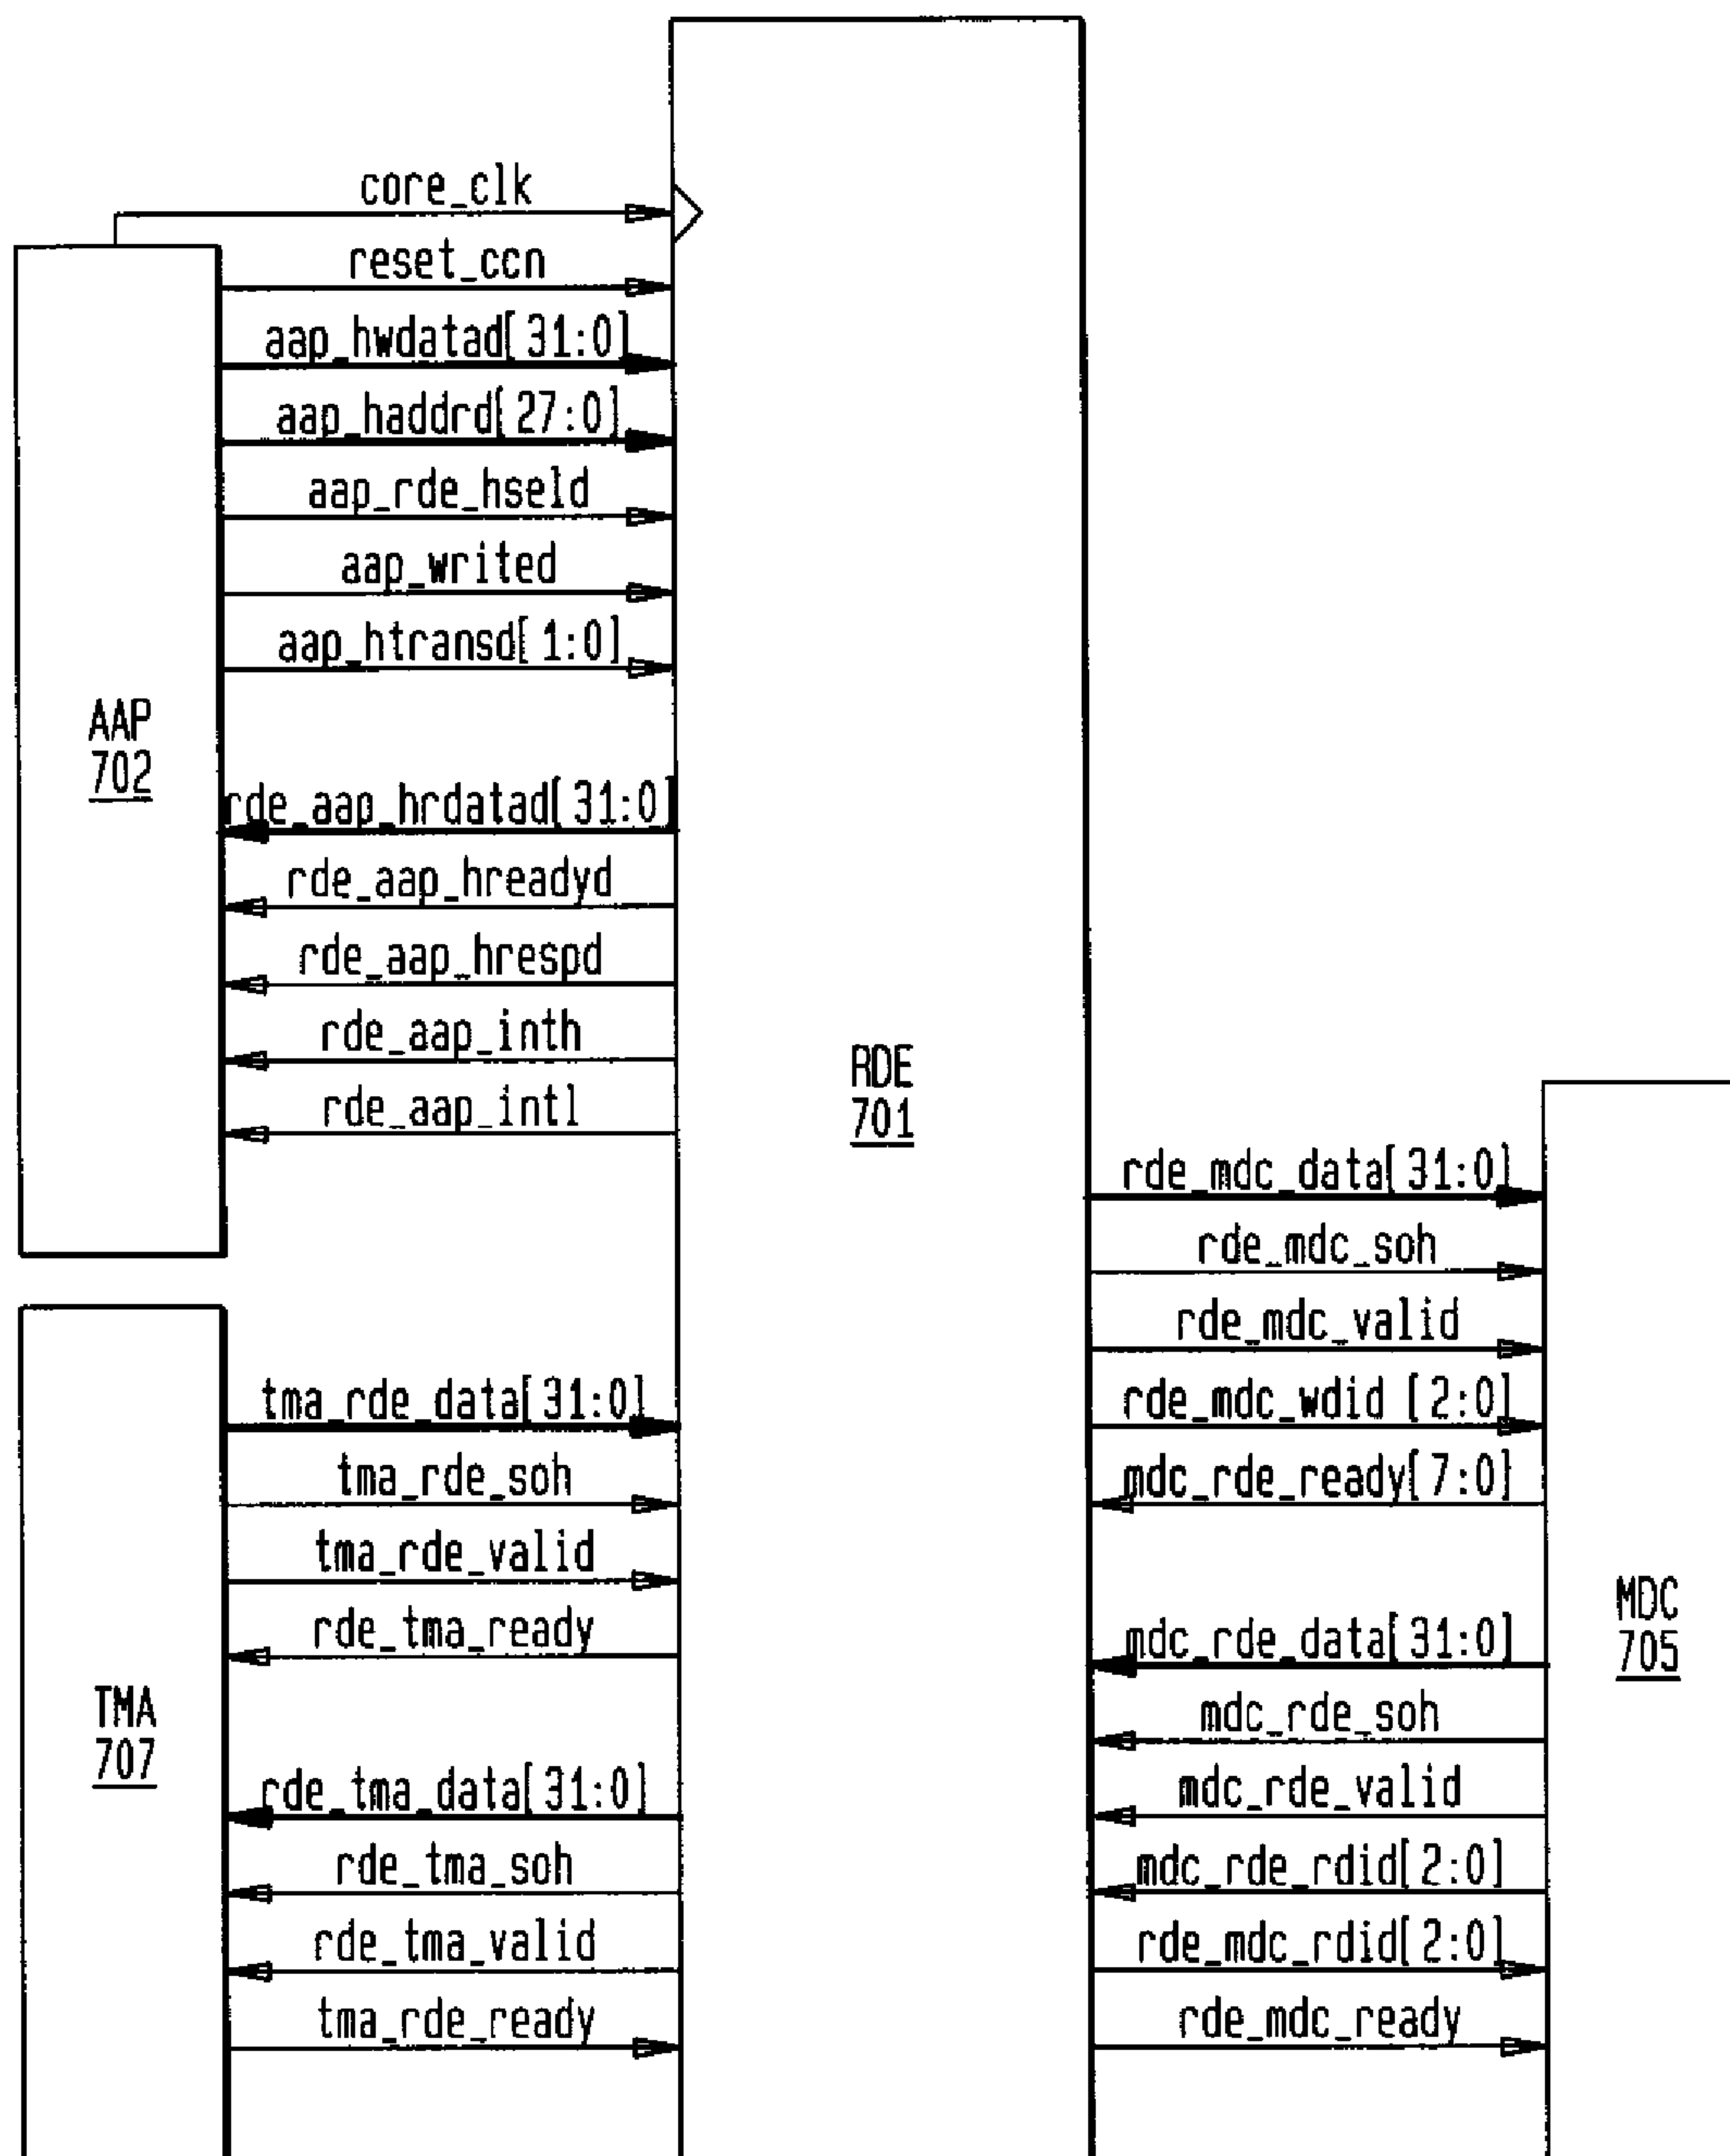 core_clk
reset_ccn
aap_hwdatad[31:0]
aap_haddrd[27:0]
aap_rde_hseld
aap_writed
aap_htransd[1:0]
AAP
702
rde_aap_hrdatad[31:0]
rde_aap_hreadyd
rde_aap_hrespd
rde_aap_inth
rde_aap_intl
RDE
701
rde_mdc_data[31:0]
rde_mdc_soh
rde_mdc_valid
rde_mdc_wdid [2:0]
mdc_rde_ready[7:0]
mdc_rde_data[31:0]
mdc_rde_soh
mdc_rde_valid
mdc_rde_rdid[2:0]
rde_mdc_rdid[2:0]
rde_mdc_ready
MDC
705
tma_rde_data[31:0]
tma_rde_soh
tma_rde_valid
rde_tma_ready
TMA
707
rde_tma_data[31:0]
rde_tma_soh
rde_tma_valid
tma_rde_ready